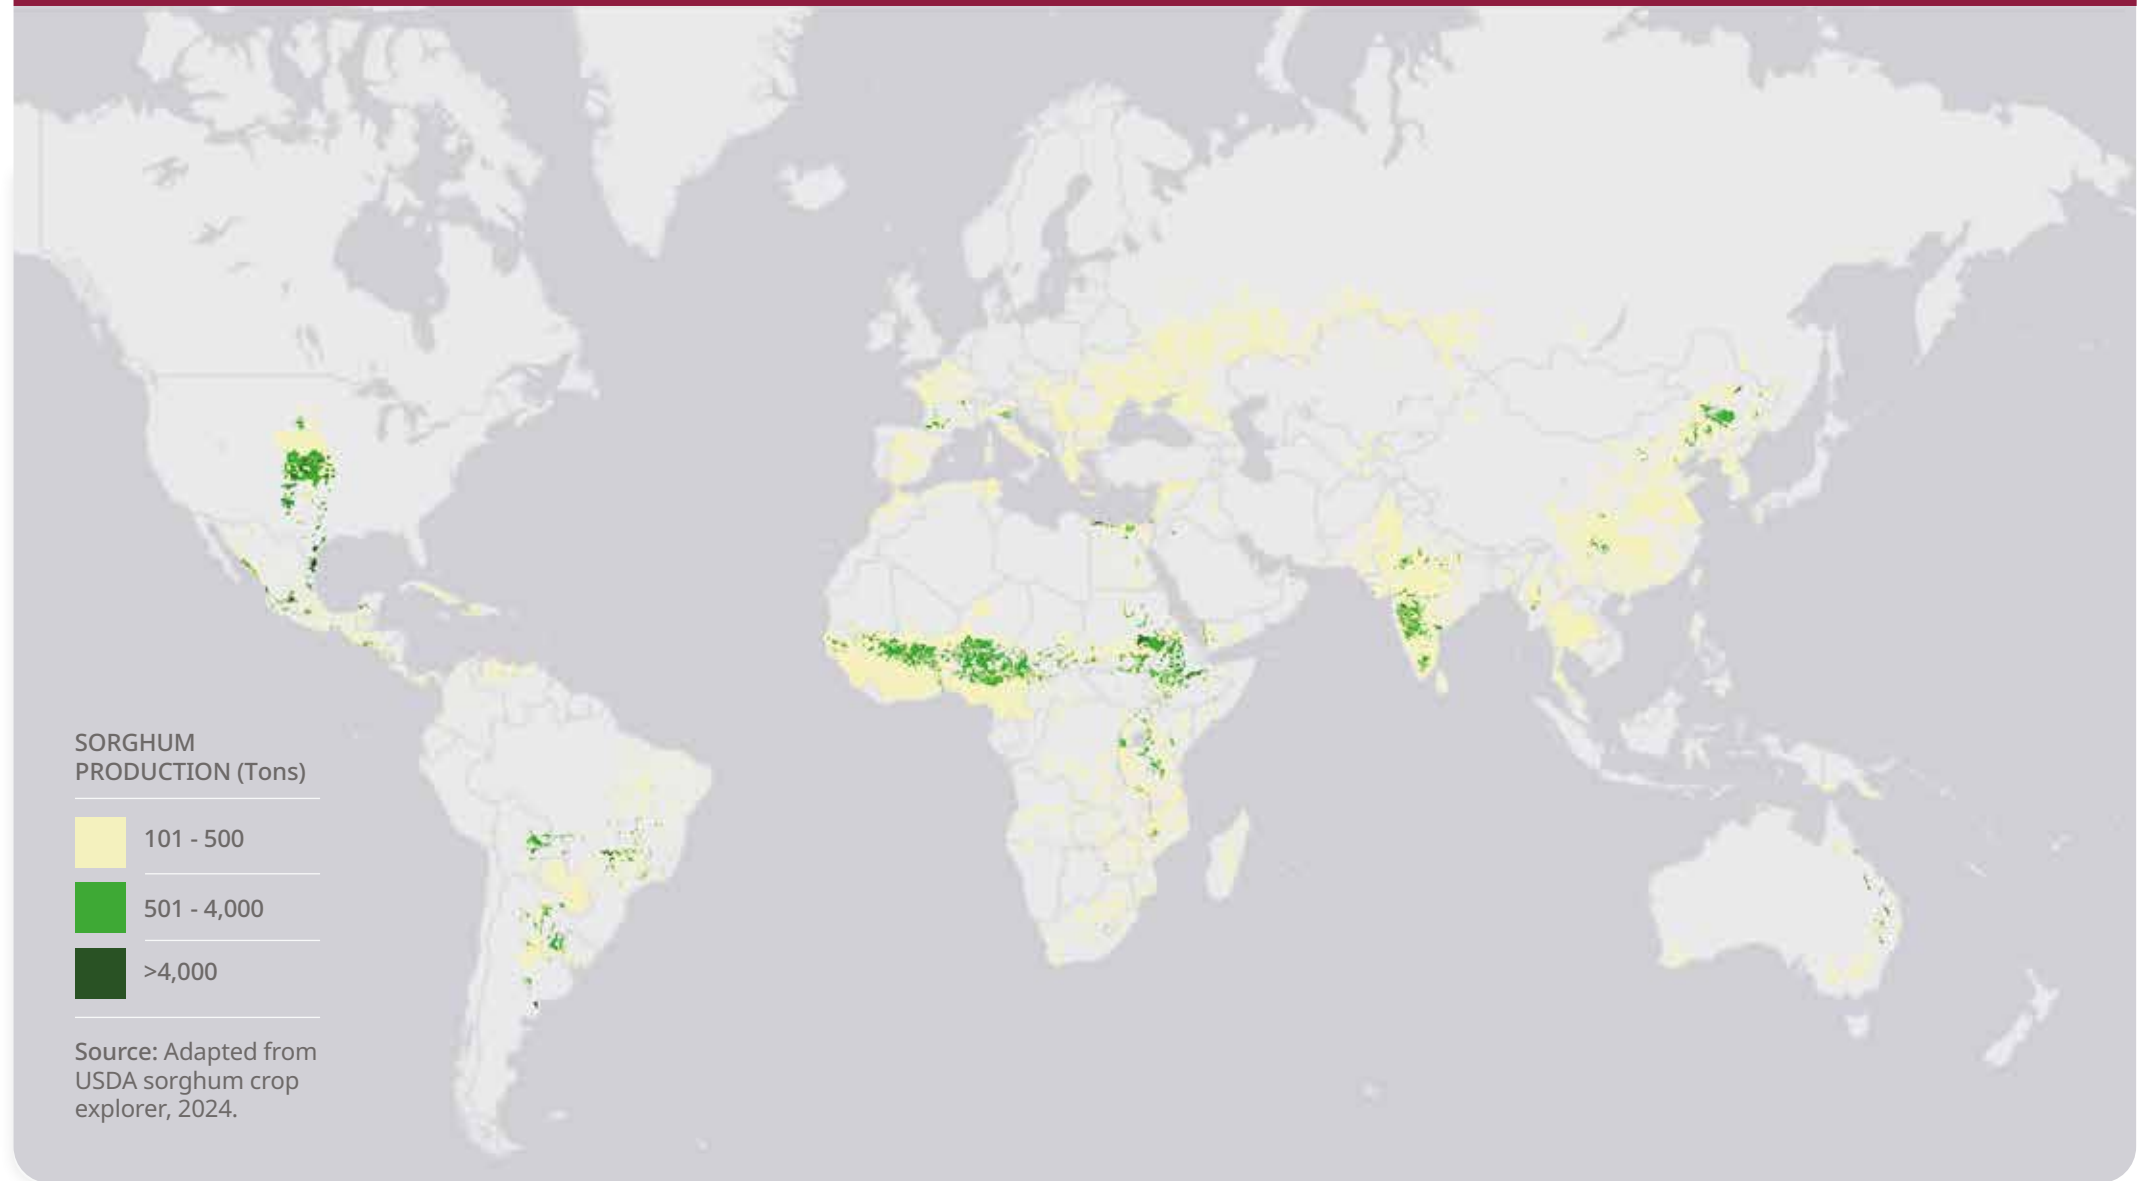 SORGHUM
PRODUCTION (Tons)
101 - 500
501 - 4,000
>4,000
Source: Adapted from
USDA sorghum crop
explorer, 2024.